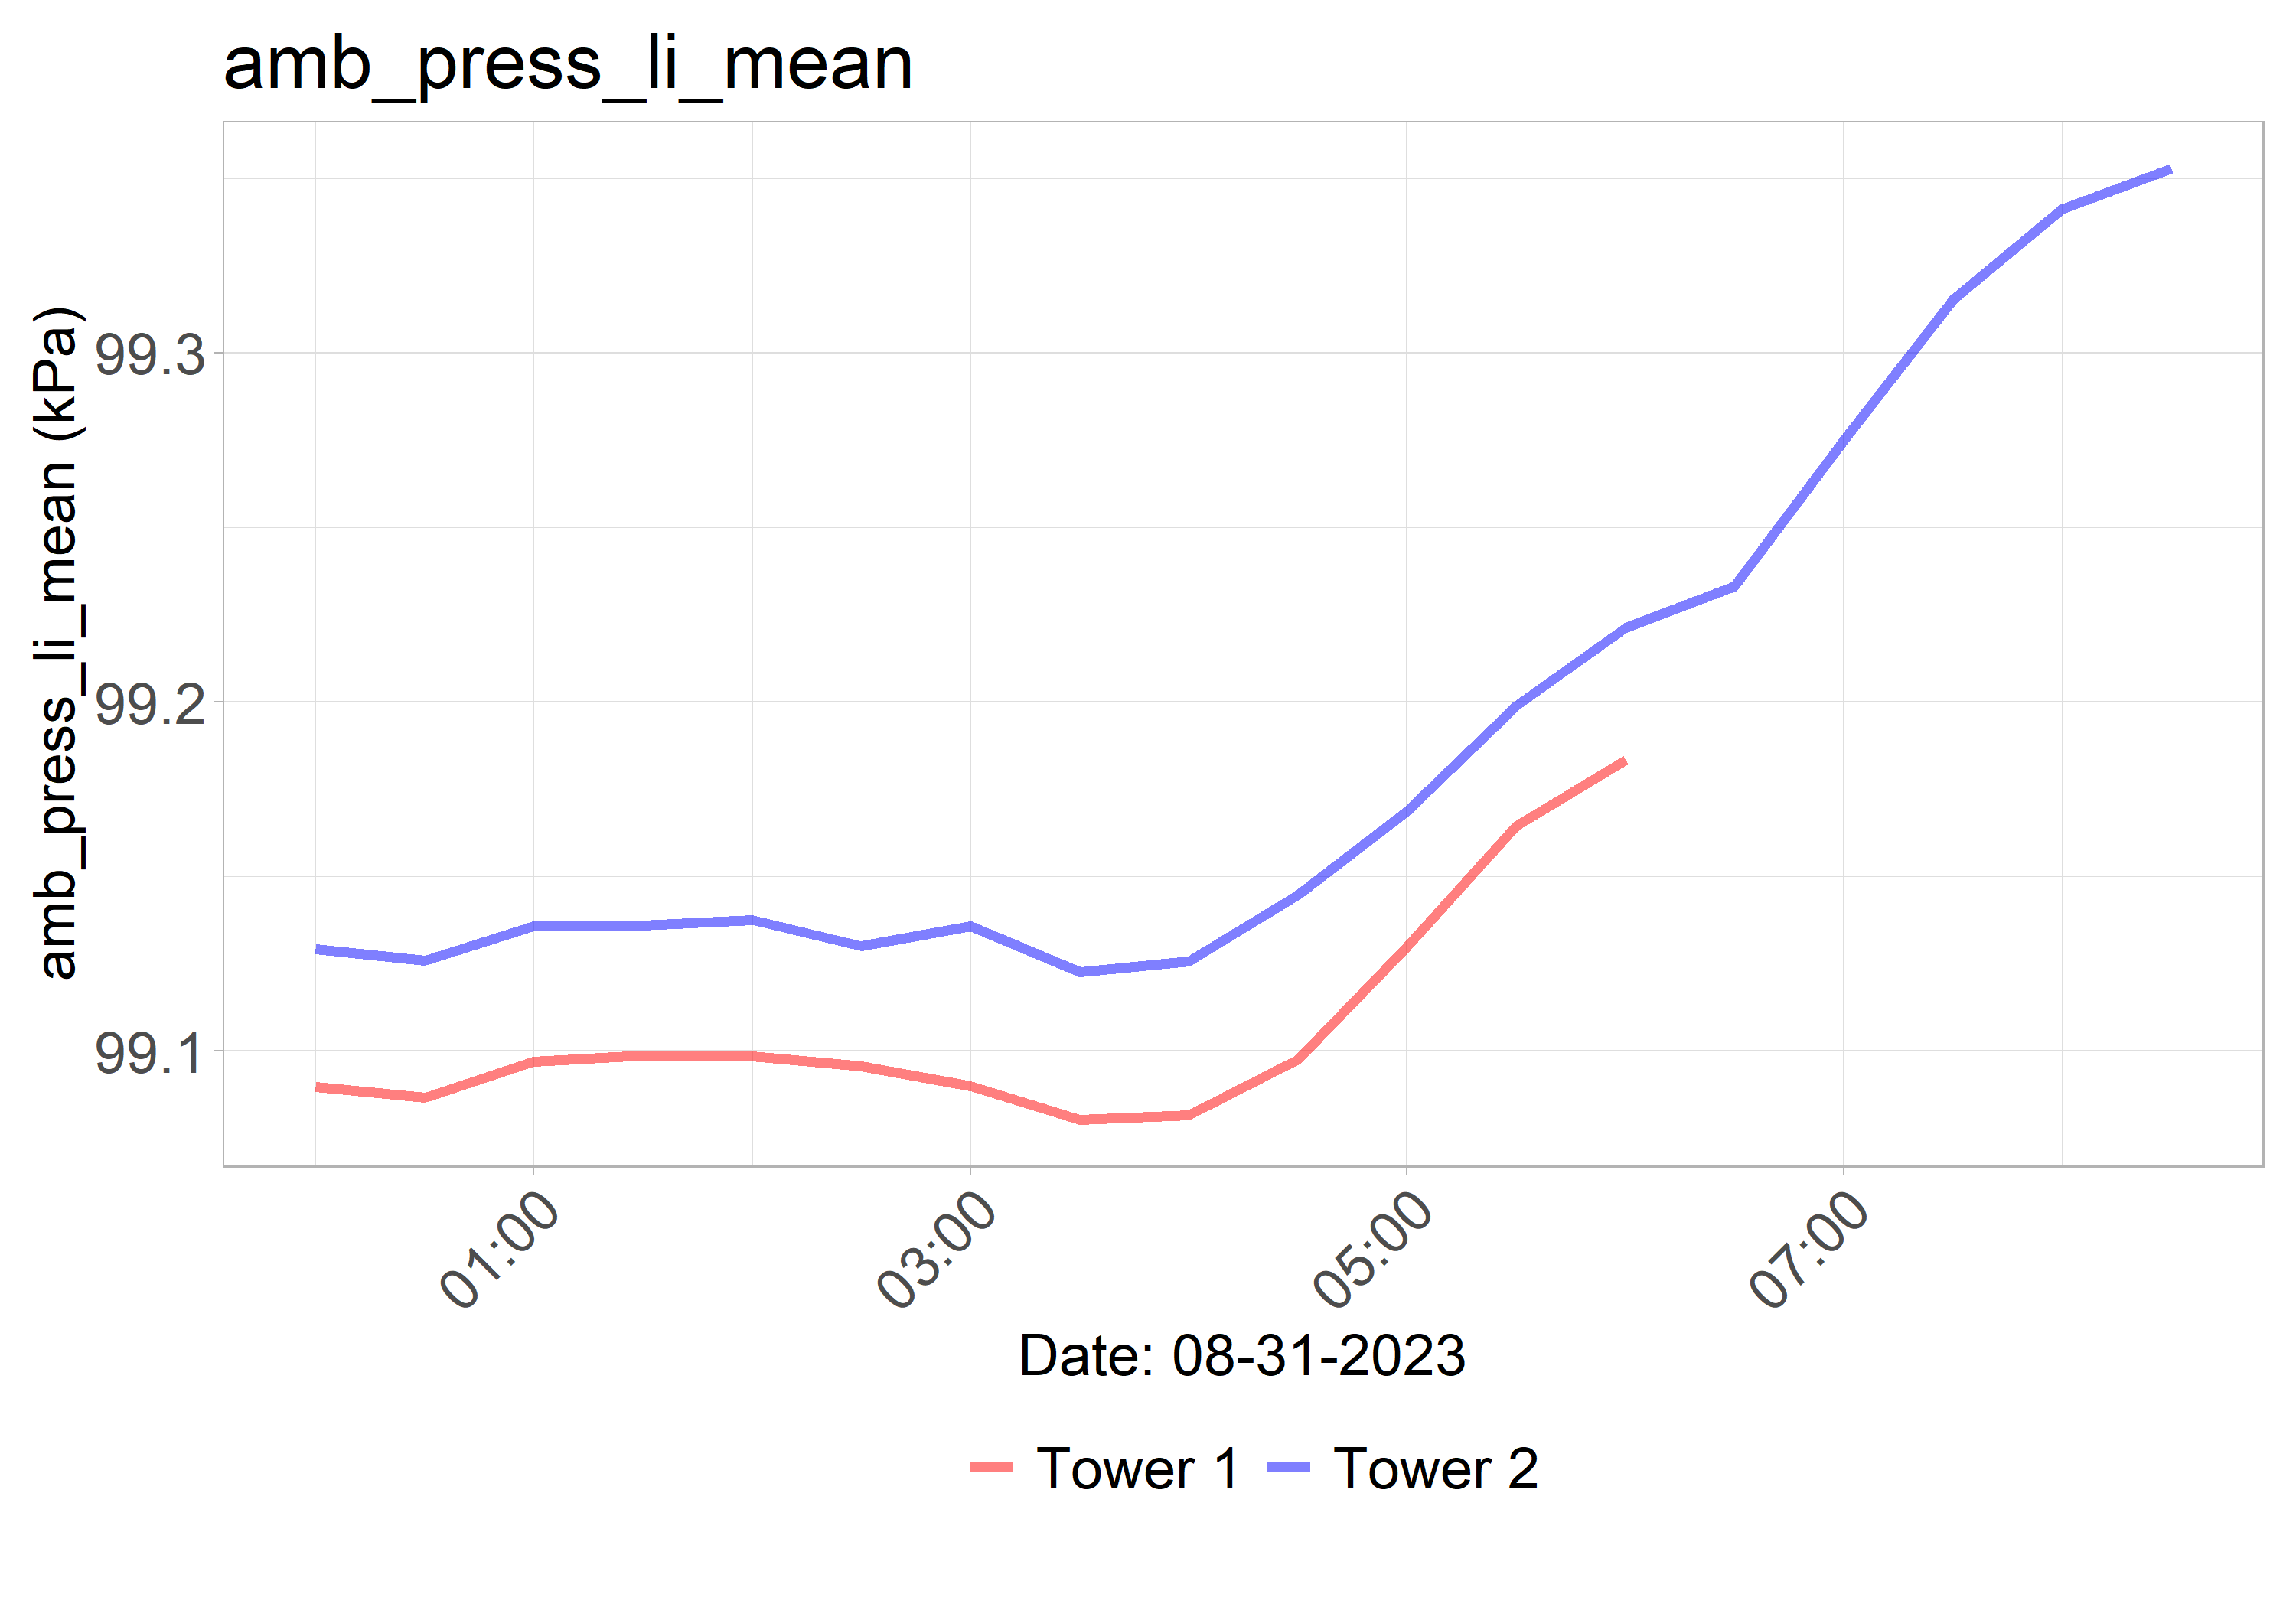 amb_press_li_mean
amb_press_li_mean (kPa)
99.3
99.2
99.1
01:00
03:00
05:00
07:00
Date: 08-31-2023
Tower 1
Tower 2